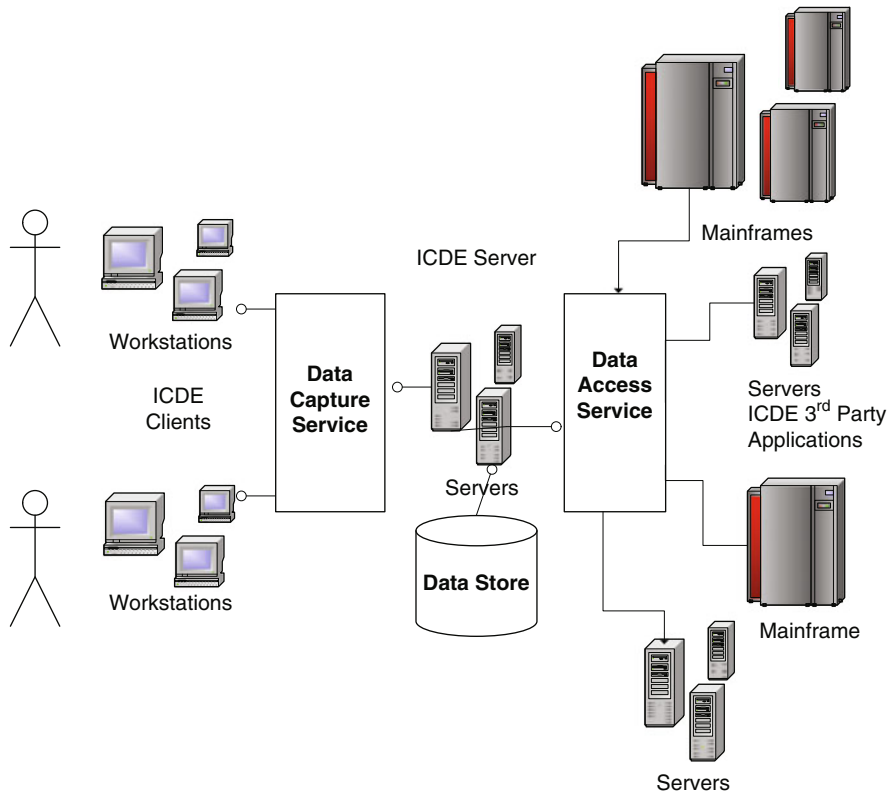 Mainframes
ICDE Server
Workstations
ICDE
Clients
Data
Capture
Service
Data
Access
Service
Servers
ICDE 3rd Party
Applications
Servers
Data Store
Workstations
Mainframe
Servers